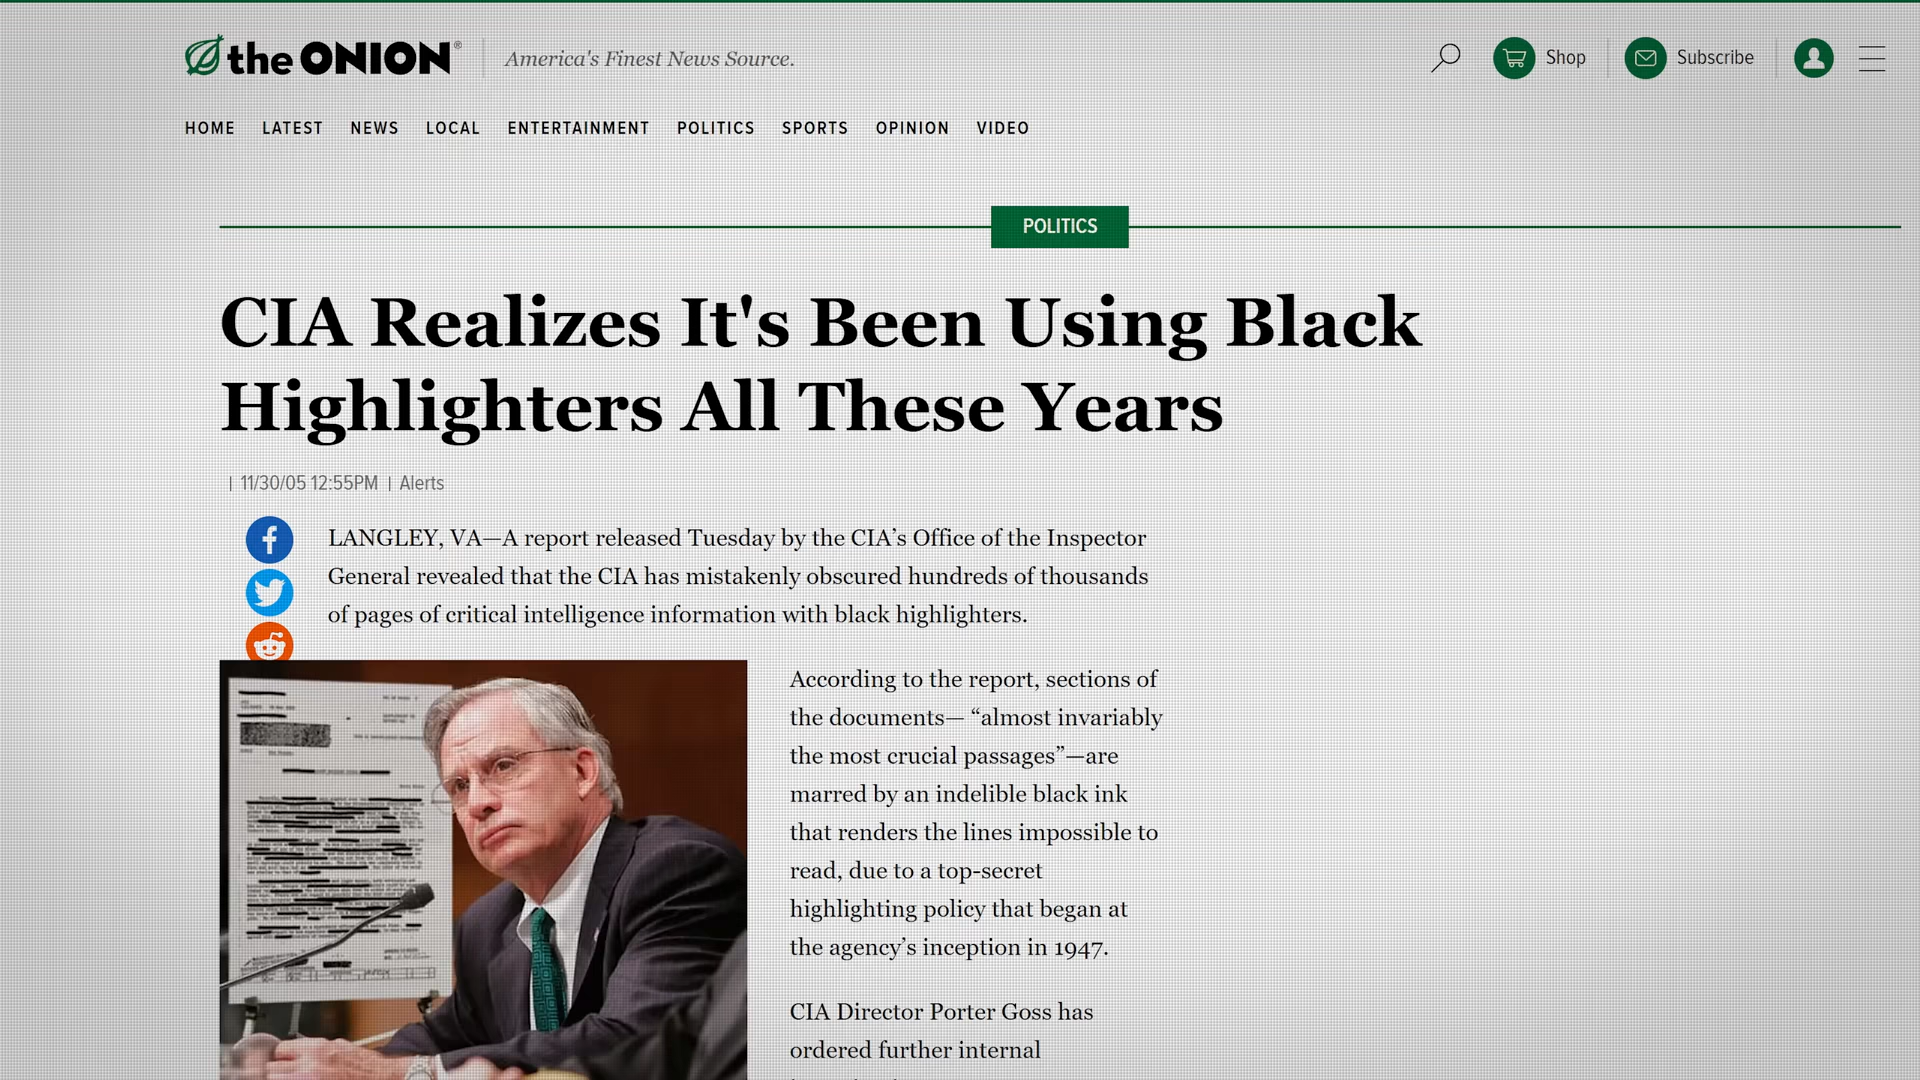 the ONION®
America's Finest News Source.
Shop
Subscribe
HOME LATEST NEWS LOCAL ENTERTAINMENT POLITICS SPORTS OPINION VIDEO
POLITICS
CIA Realizes It's Been Using Black
Highlighters All These Years
| 11/30/05 12:55PM | Alerts
LANGLEY, VA—A report released Tuesday by the CIA’s Office of the Inspector
General revealed that the CIA has mistakenly obscured hundreds of thousands
of pages of critical intelligence information with black highlighters.
According to the report, sections of
the documents— “almost invariably
the most crucial passages”—are
marred by an indelible black ink
that renders the lines impossible to
read, due to a top-secret
highlighting policy that began at
the agency’s inception in 1947.
CIA Director Porter Goss has
ordered further internal